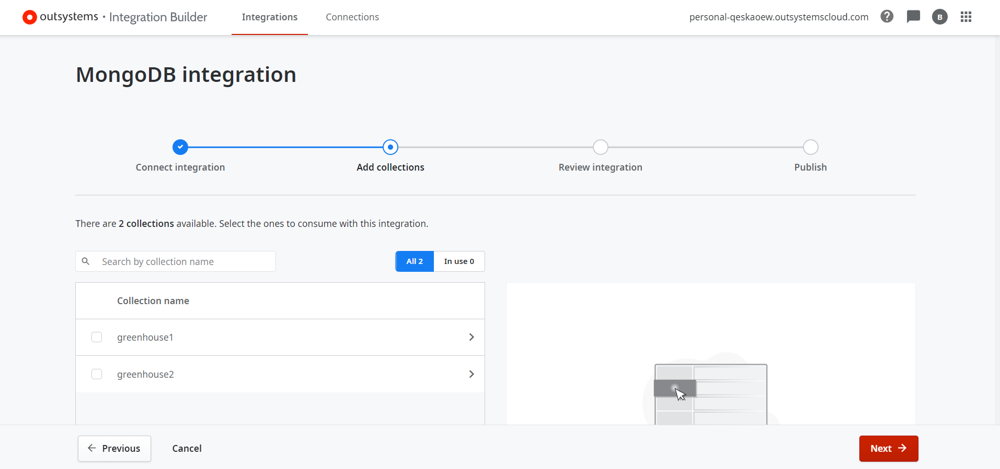 outsystems • Integration Builder
Integrations
Connections
personal-qeskaoew.outsystemscloud.com
?
B
MongoDB integration
Connect integration
Add collections
Review integration
Publish
There are 2 collections available. Select the ones to consume with this integration.
Search by collection name
All 2
In use 0
Collection name
greenhouse1
greenhouse2
Previous
Cancel
Next